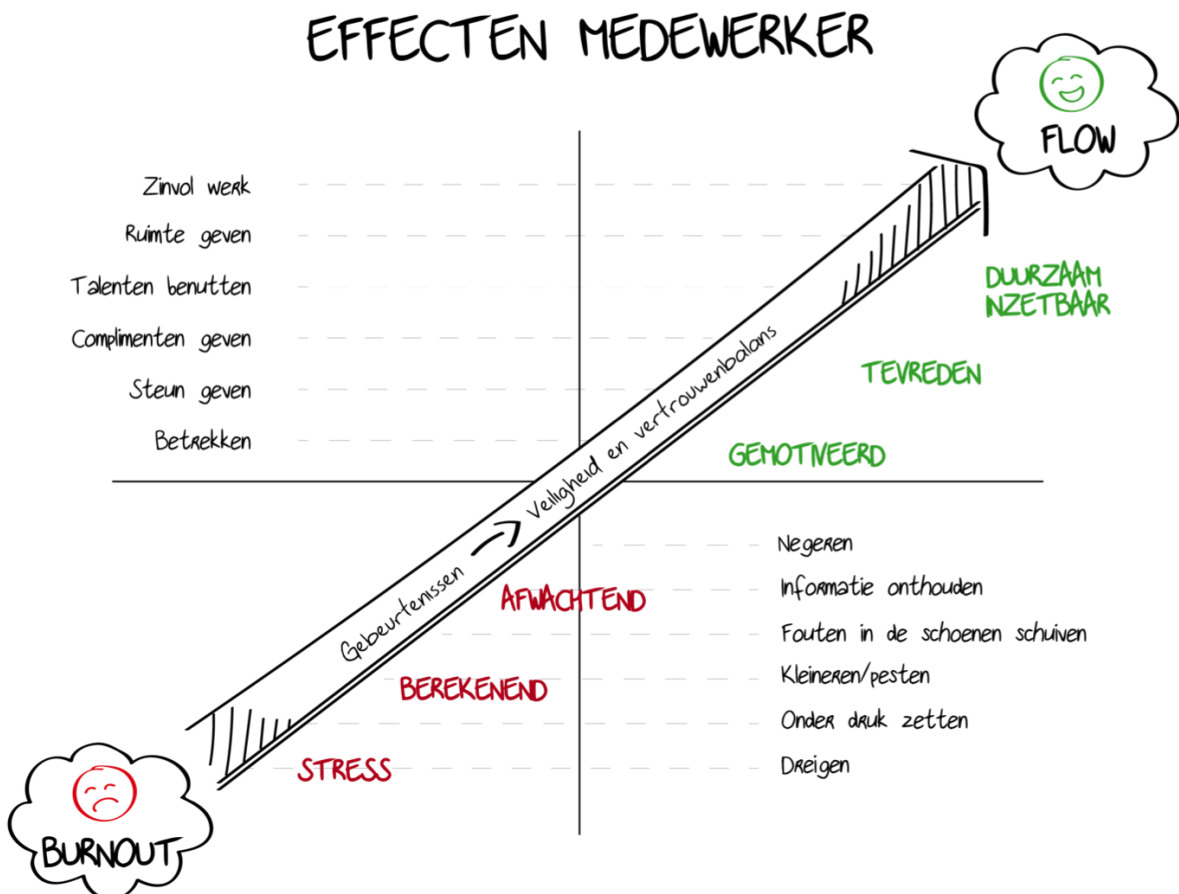 EFFECTEN MEDEWERKER
FLOW
Zinvol werk
Ruimte geven
Talenten benutten
Complimenten geven
Steun geven
Betrekken
DUURZAAM
INZETBAAR
TEVREDEN
GEMOTIVEERD
Gebeurtenissen → Veiligheid en vertrouwenbalans
AFWACHTEND
BEREKENEND
STRESS
Negeren
Informatie onthouden
Fouten in de schoenen schuiven
Kleineren/pesten
Onder druk zetten
Dreigen
BURNOUT